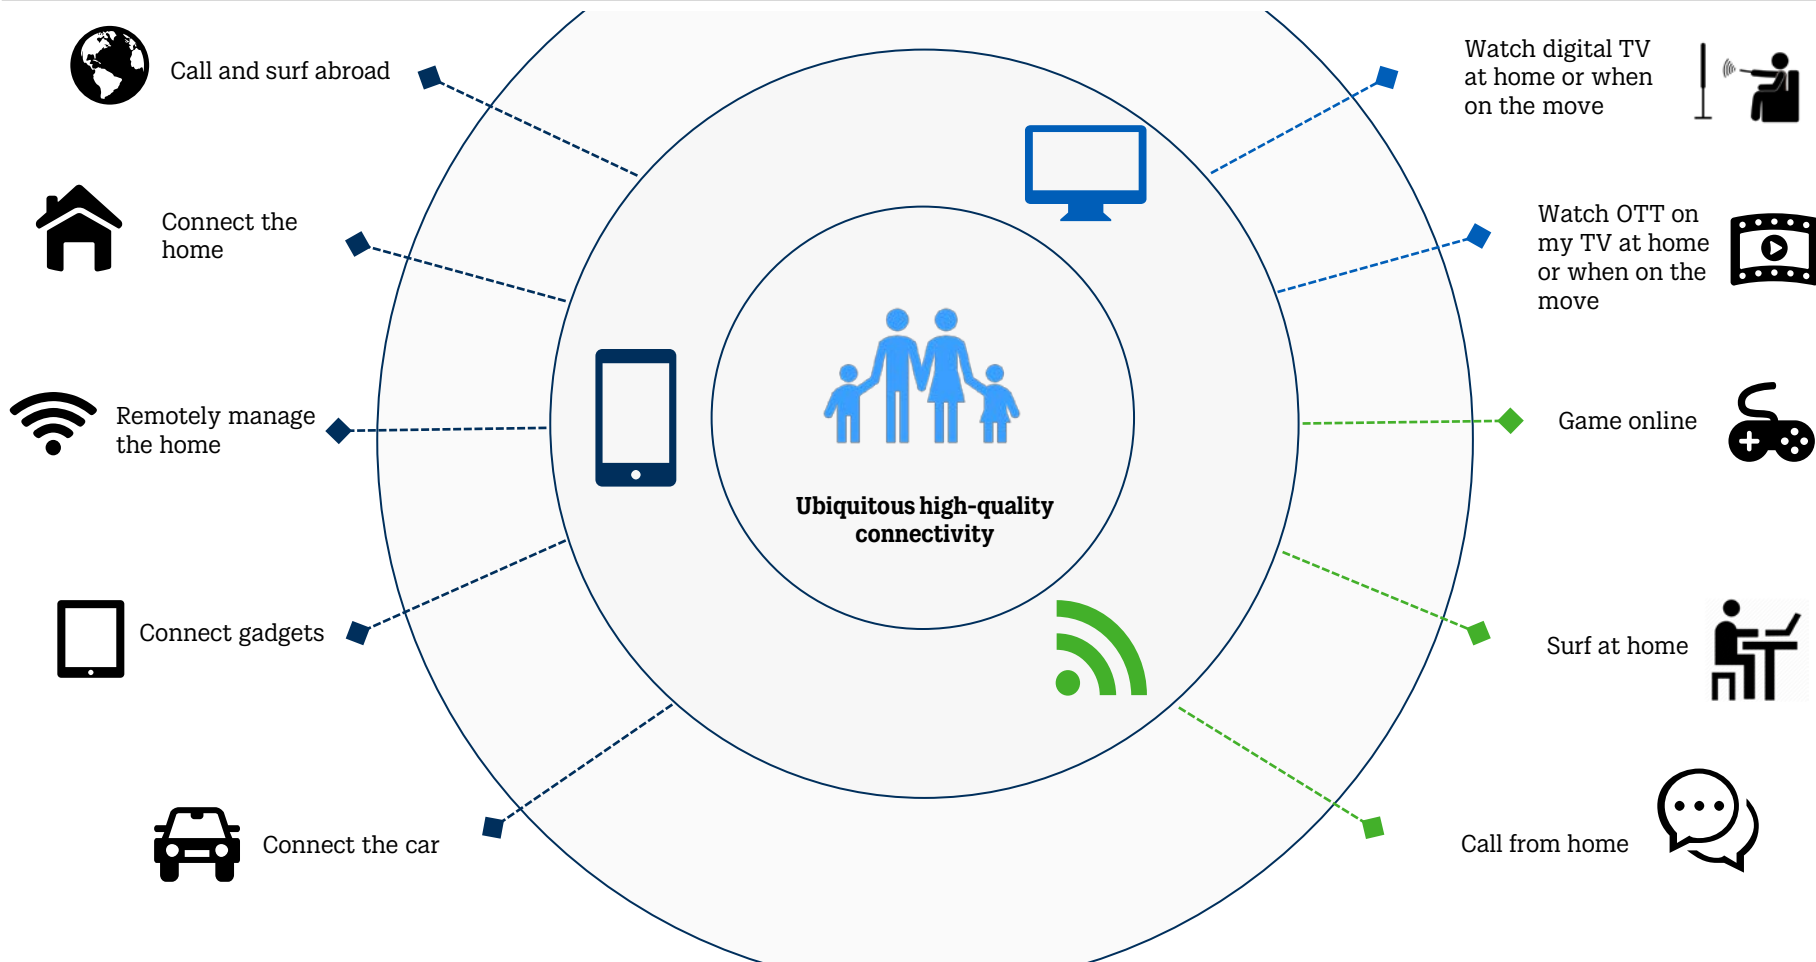 Call and surf abroad
Connect the
home
Remotely manage
the home
Connect gadgets
Connect the car
Ubiquitous high-quality
connectivity
Watch digital TV
at home or when
on the move
Watch OTT on
my TV at home
or when on the
move
Game online
Surf at home
Call from home